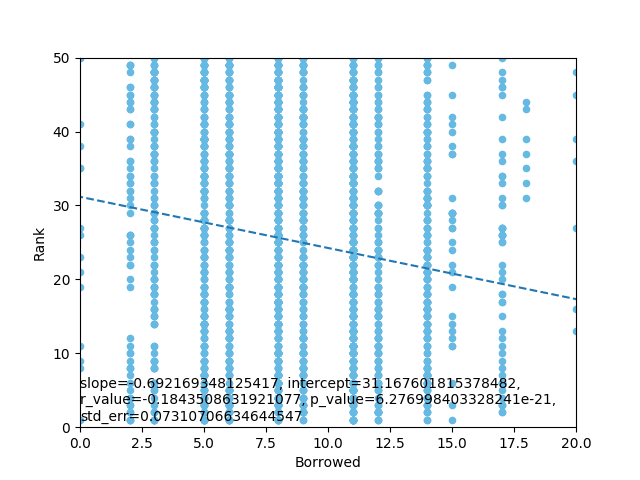 50
40
30
20
10
0
Rank
slope=-0.692169348125417, intercept=31.167601815378482,
r_value=-0.1843508631921077, p_value=6.276998403328241e-21,
std_err=0.07310706634644547
0.0 2.5 5.0 7.5 10.0 12.5 15.0 17.5 20.0
Borrowed